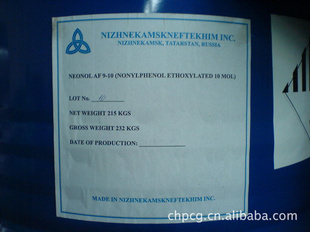 NIZHNEKAMSKNEFTEKHIM INC.
NIZHNEKAMSK, TATARSTAN, RUSSIA
NEONOL AF 9-10 (NONYLPHENOL ETHOXYLATED 10 MOL)
LOT No.
NET WEIGHT 215 KGS
GROSS WEIGHT 232 KGS
DATE OF PRODUCTION:
MADE IN NIZHNEKAMSKNEFTEKHIM INC.
chpcg.cn.alibaba.com